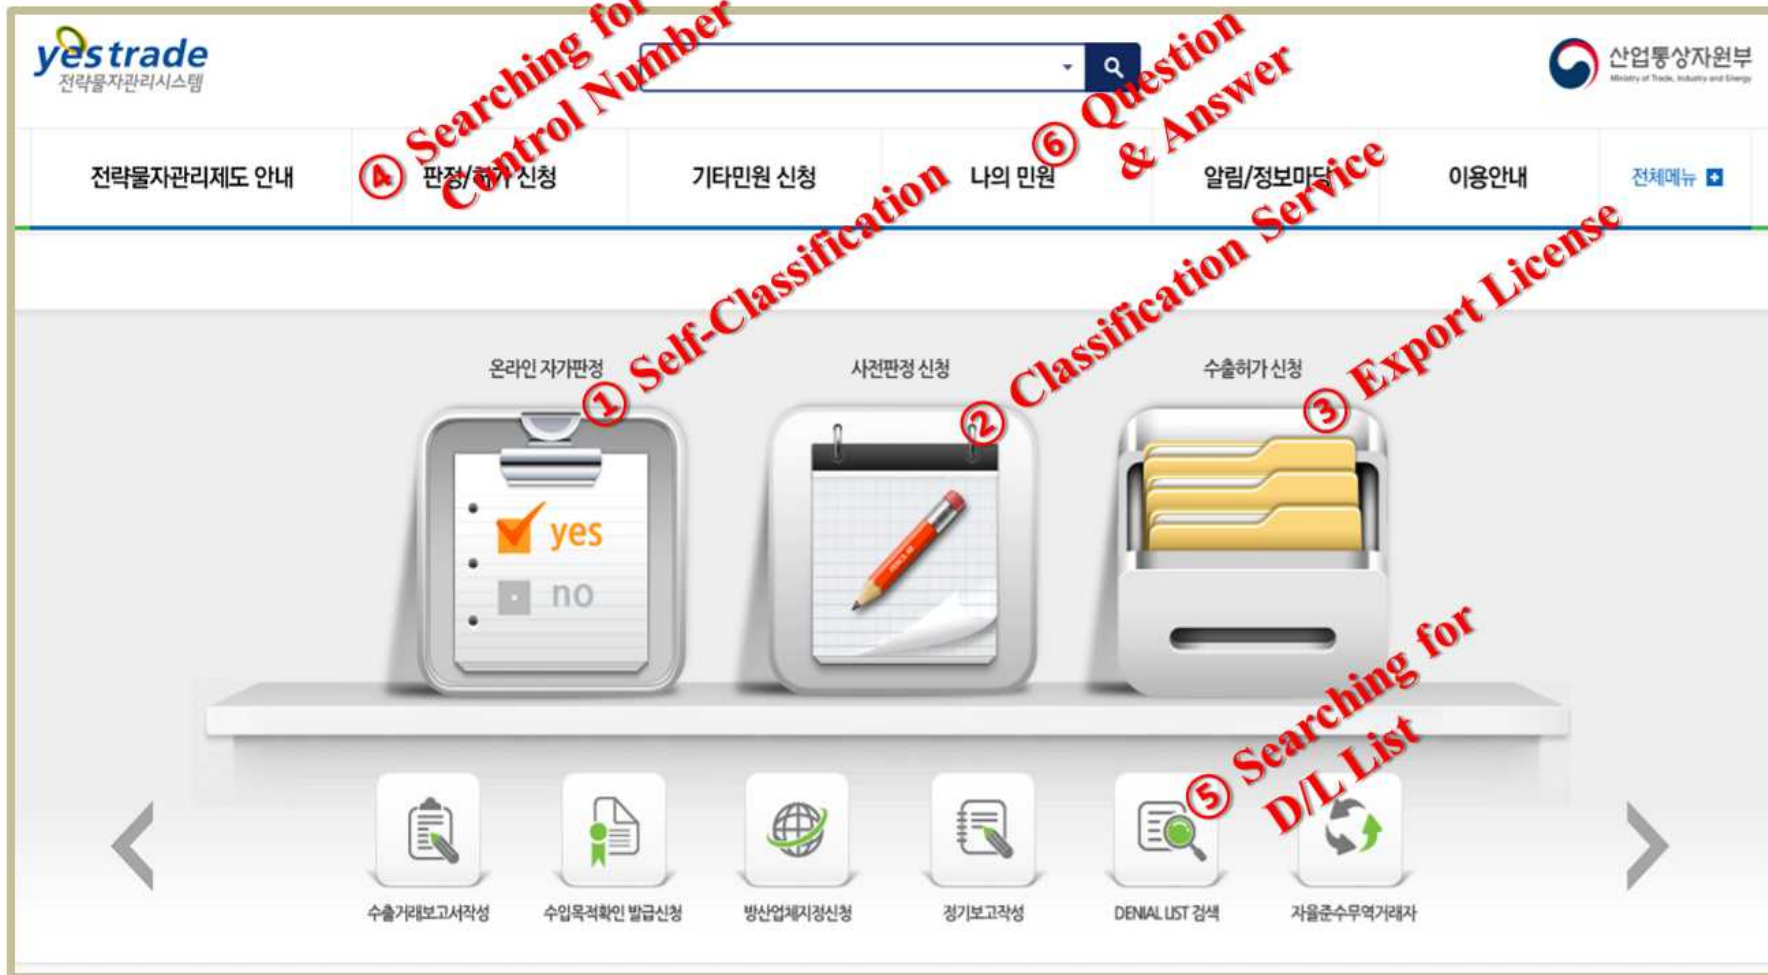 yestrade
전략물자관리시스템
산업통상자원부
Ministry of Trade, Industry and Energy
④ Searching for
Control Number
⑥ Question
& Answer
전략물자관리제도 안내
판정/허가 신청
기타민원 신청
나의 민원
알림/정보마당
이용안내
전체메뉴
① Self-Classification
② Classification Service
③ Export License
온라인 자가판정
사전판정 신청
수출허가 신청
yes
no
⑤ Searching for
D/L List
수출거래보고서작성
수입목적확인 발급신청
방산업체지정신청
정기보고작성
DENIAL LIST 검색
자율준수무역거래자